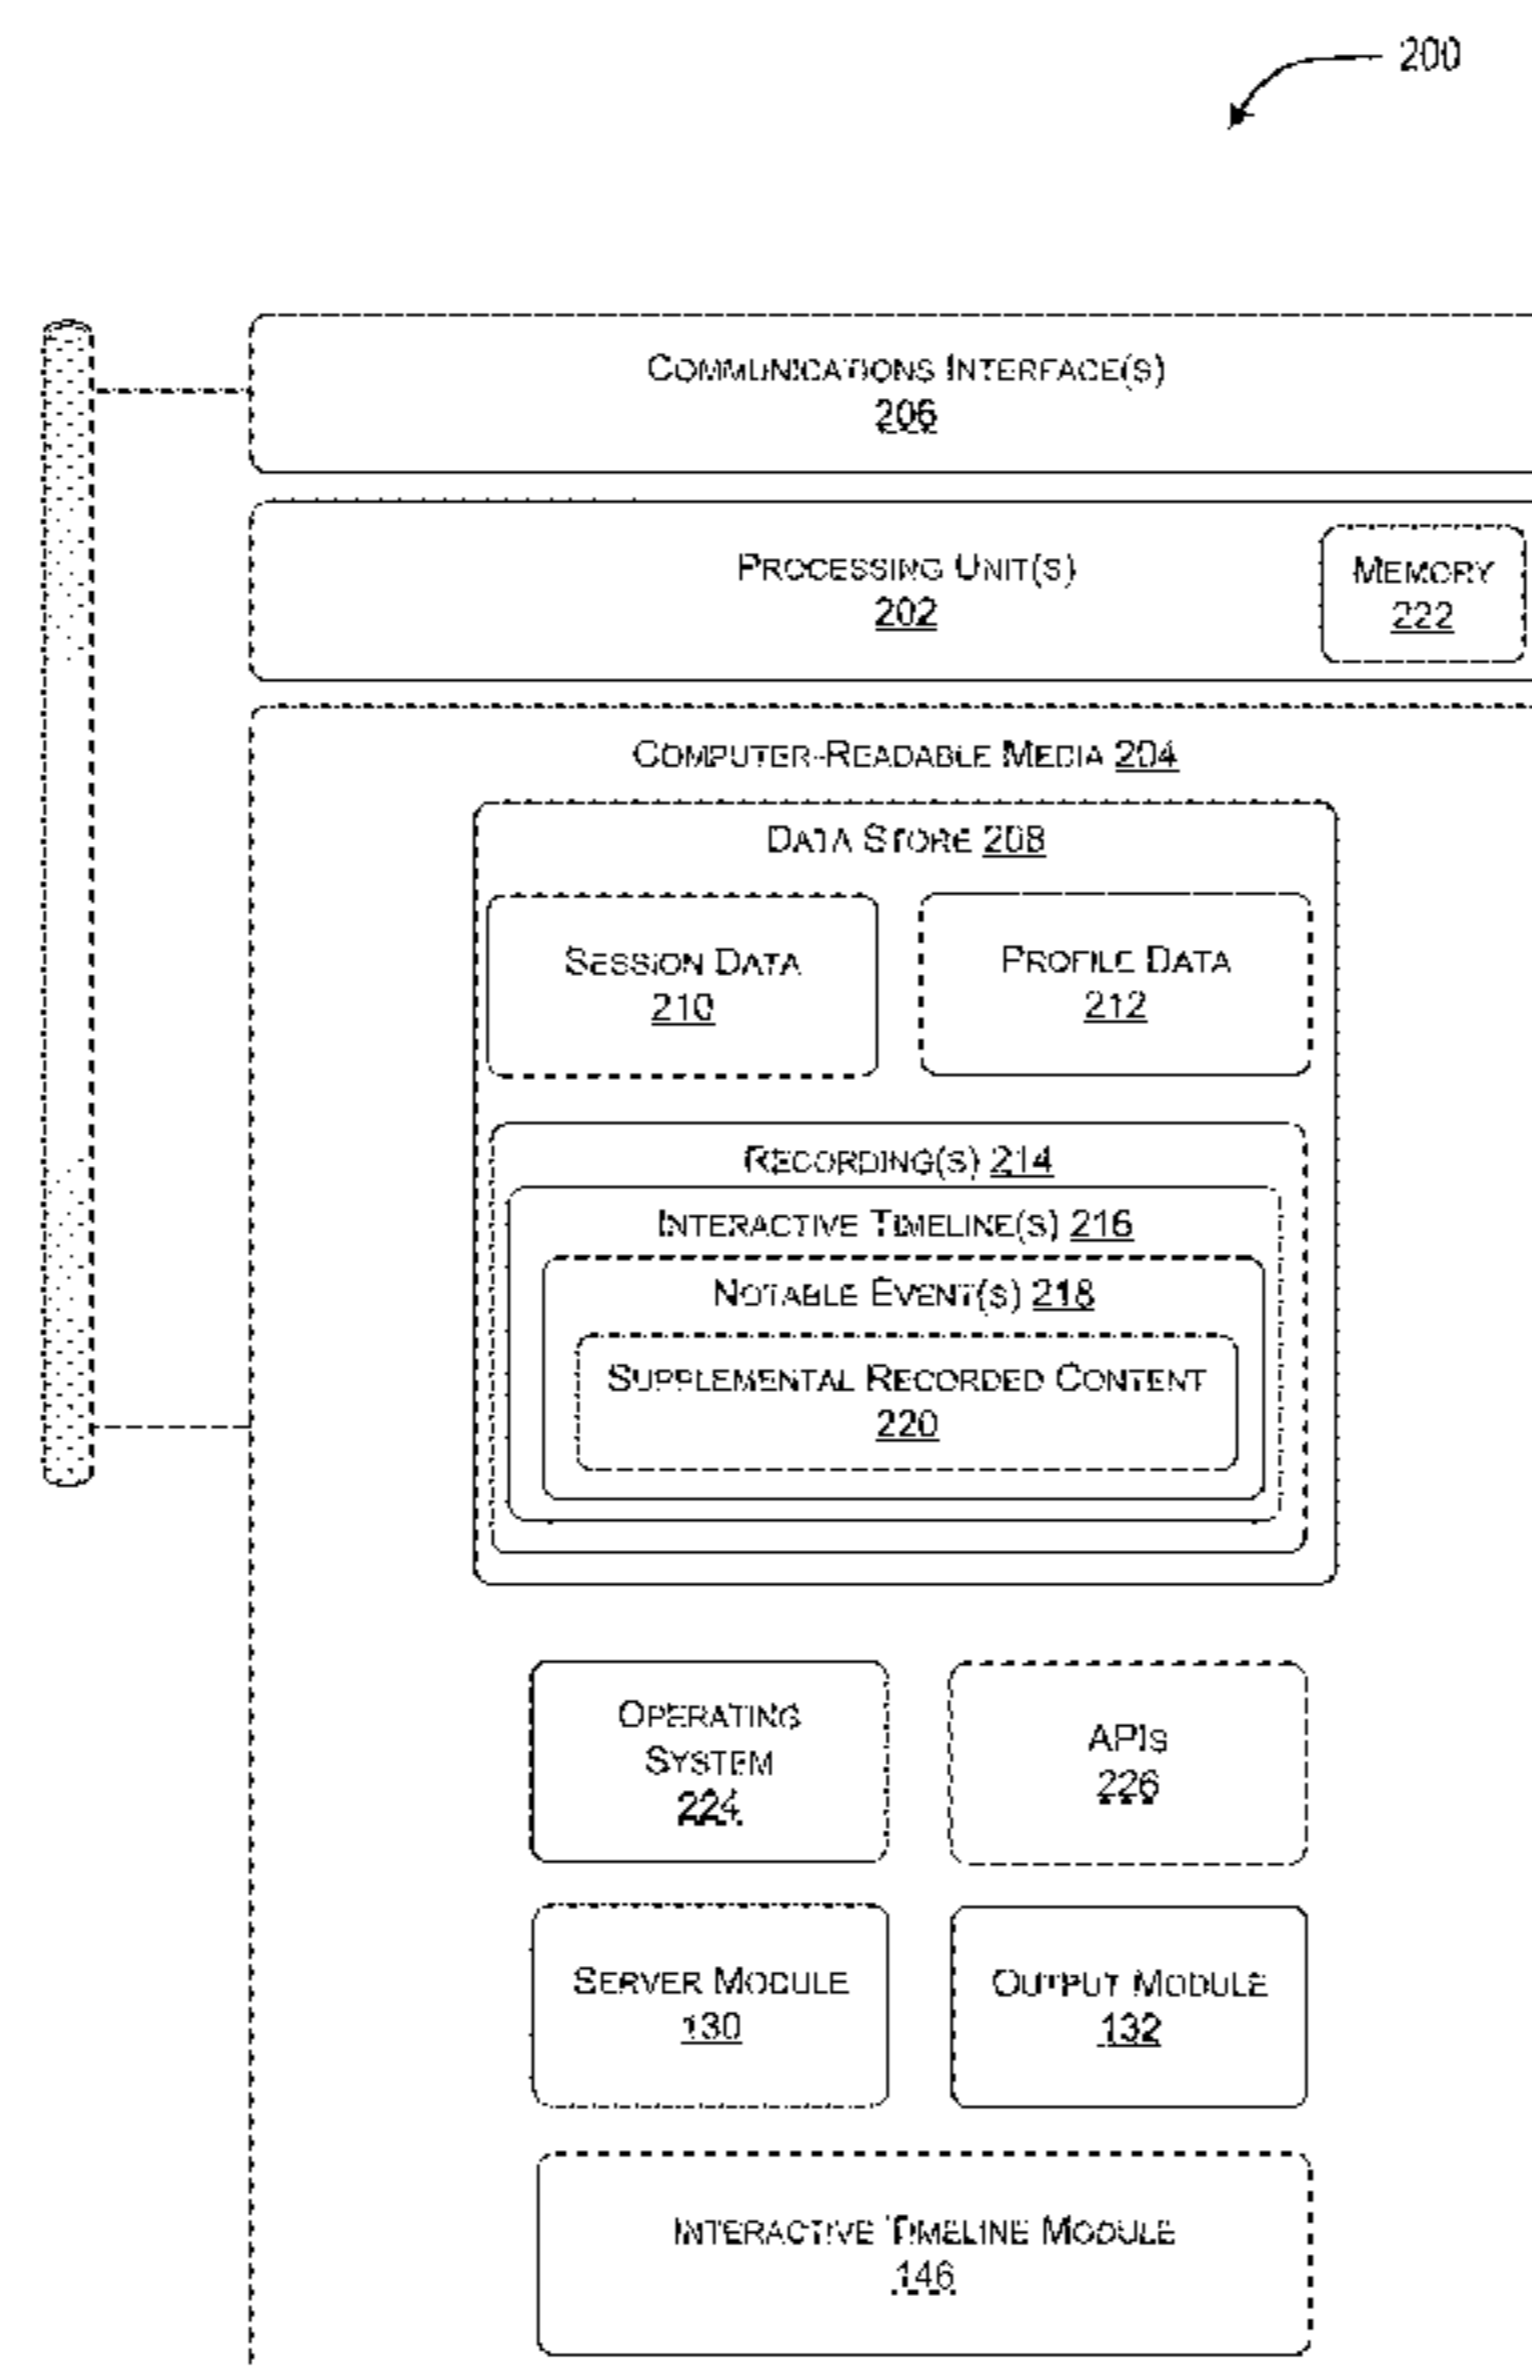 200
COMMUNICATIONS INTERFACE(S)
206
PROCESSING UNIT(S)
202
MEMORY
222
COMPUTER-READABLE MEDIA 204
DATA STORE 208
SESSION DATA
210
PROFILE DATA
212
RECORDING(S) 214
INTERACTIVE TIMELINE(S) 216
NOTABLE EVENT(S) 218
SUPPLEMENTAL RECORDED CONTENT
220
OPERATING
SYSTEM
224
APIS
226
SERVER MODULE
130
OUTPUT MODULE
132
INTERACTIVE TIMELINE MODULE
146